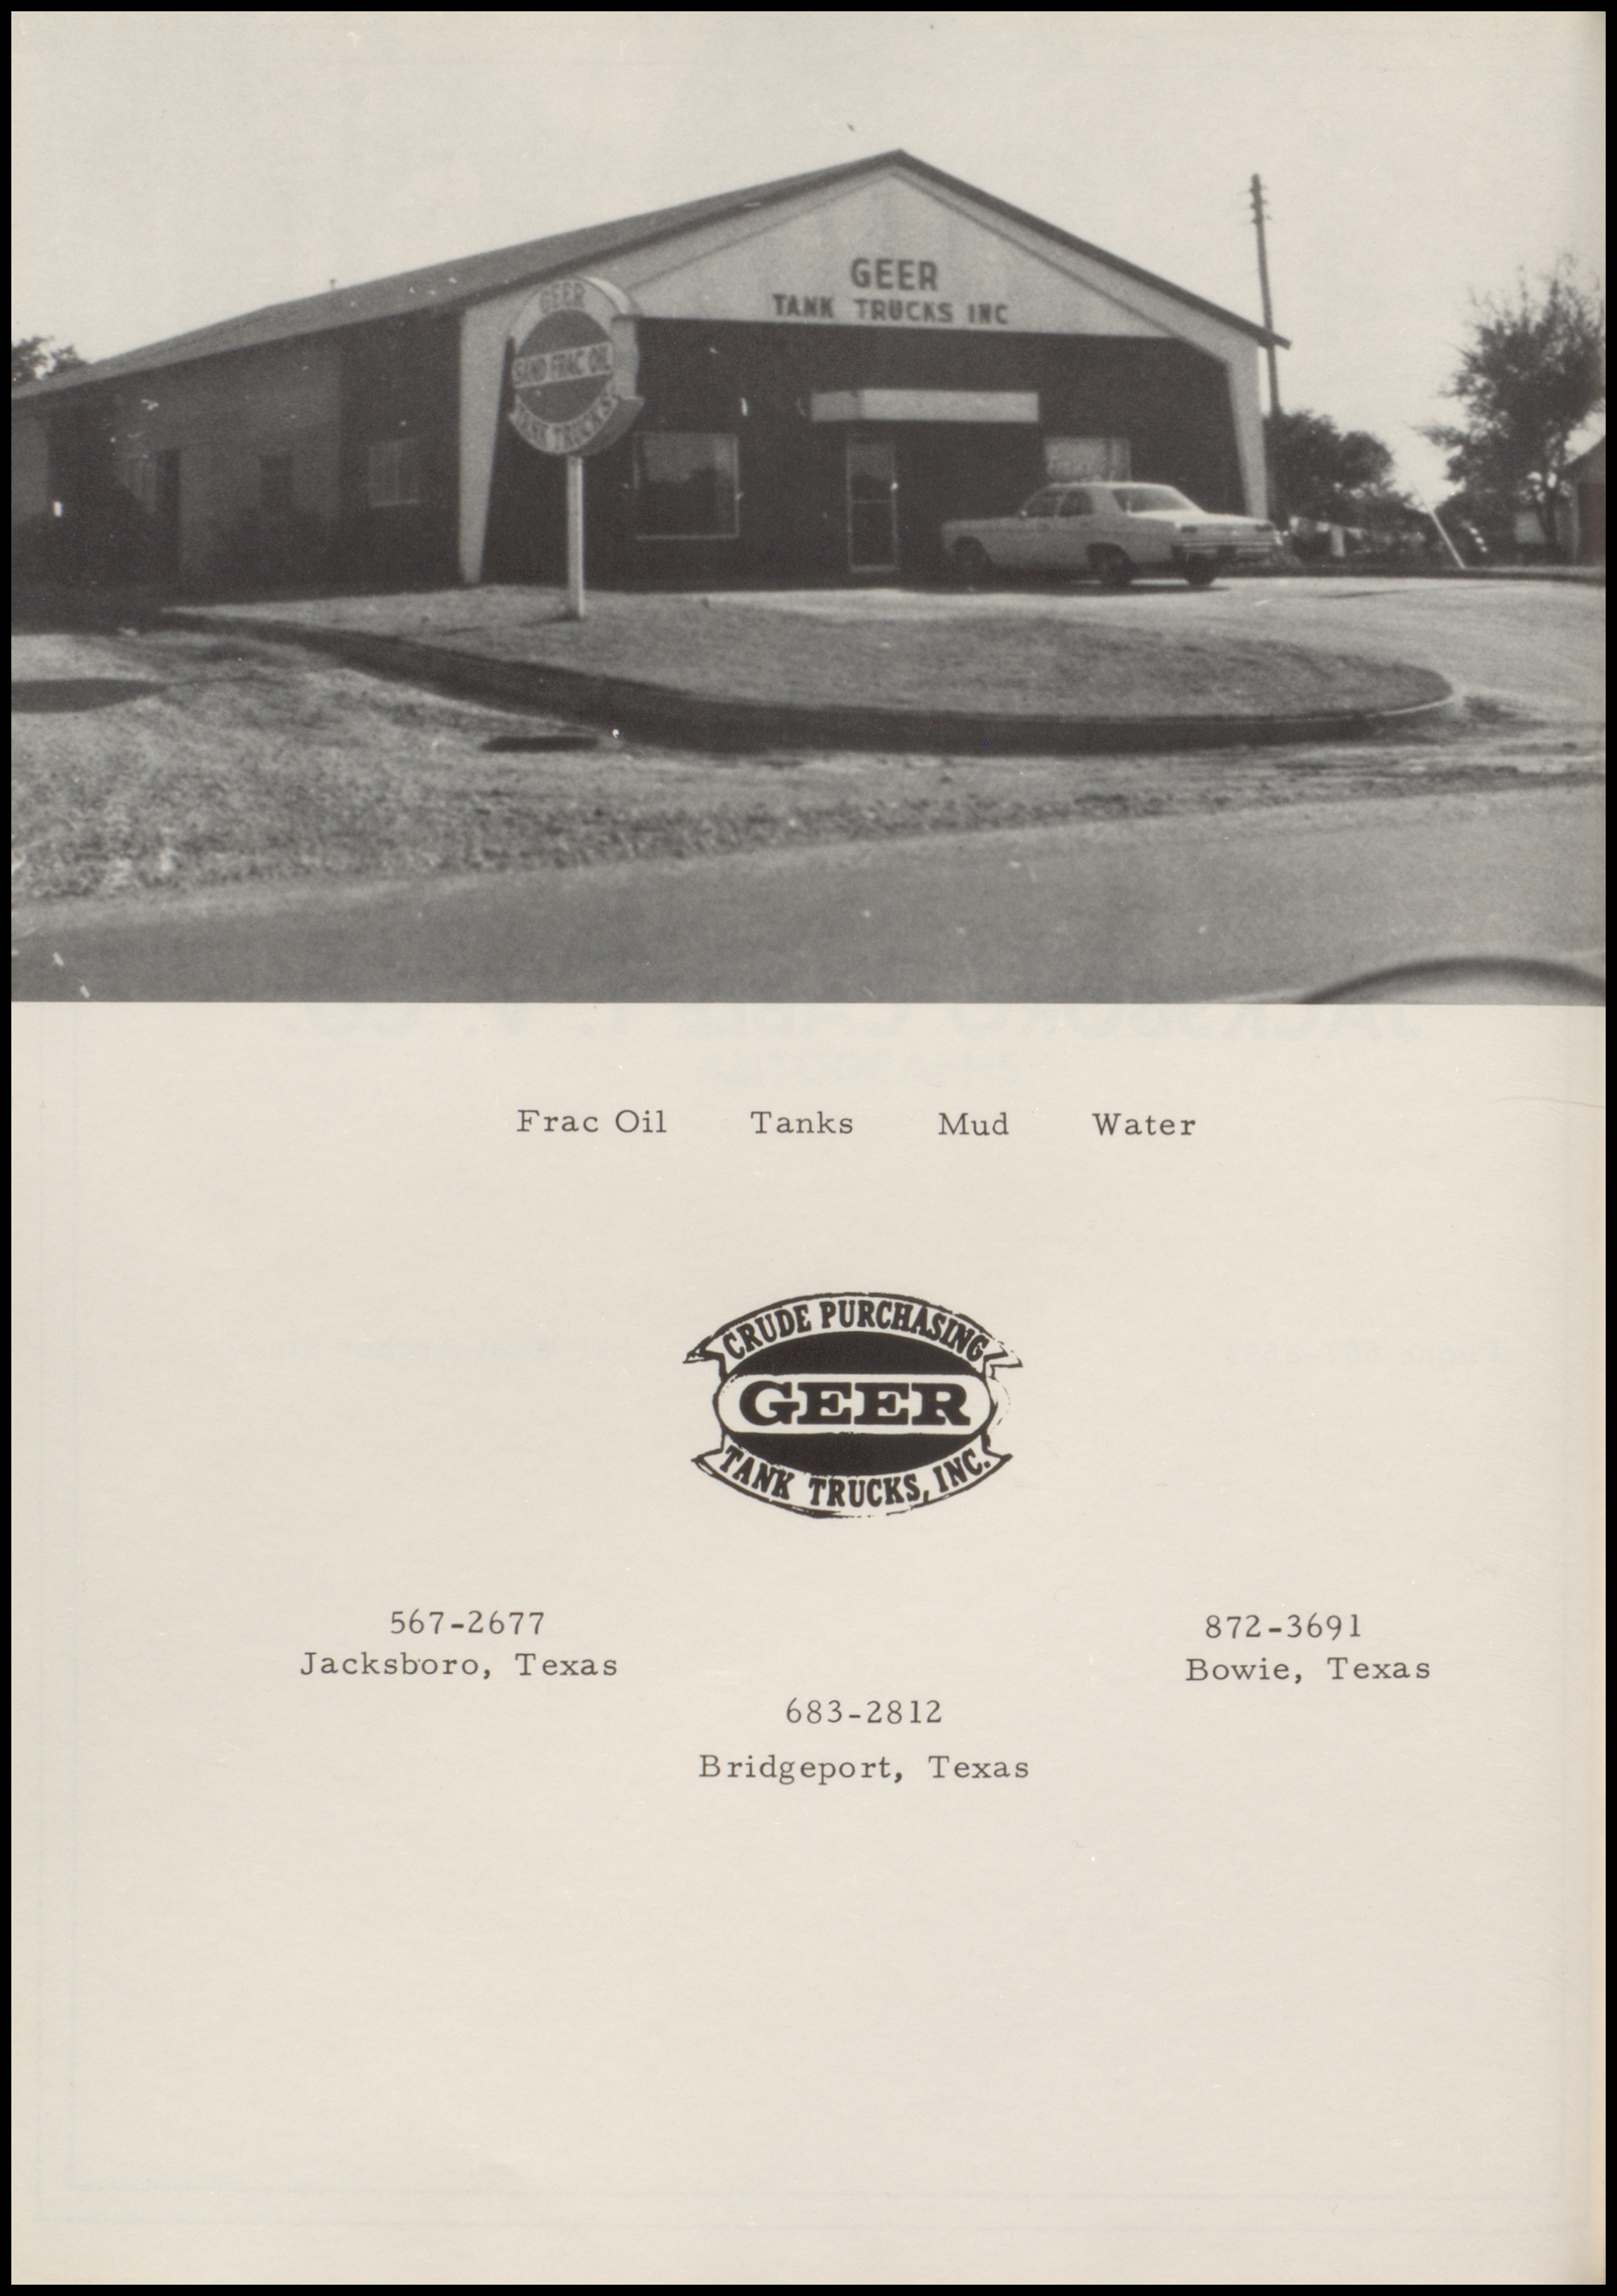 GEER
TANK TRUCKS INC
GEER
SAND FRAC OIL
TANK TRUCKS
Frac Oil Tanks Mud Water
CRUDE PURCHASING
GEER
TANK TRUCKS, INC.
567-2677
Jacksboro, Texas
872-3691
Bowie, Texas
683-2812
Bridgeport, Texas